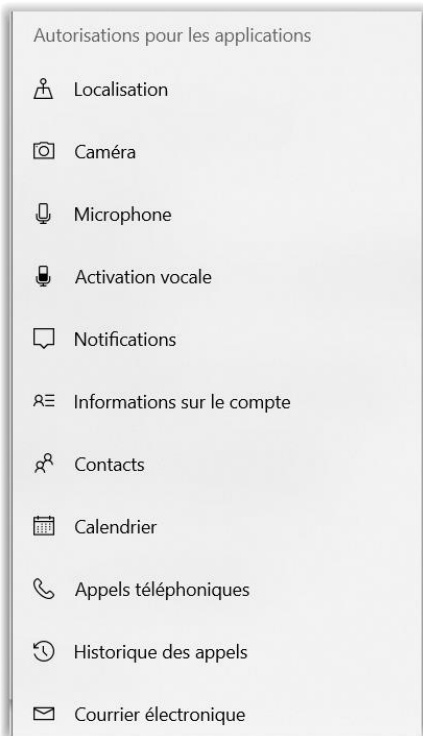 Autorisations pour les applications
Localisation
Caméra
Microphone
Activation vocale
Notifications
Informations sur le compte
Contacts
Calendrier
Appels téléphoniques
Historique des appels
Courrier électronique